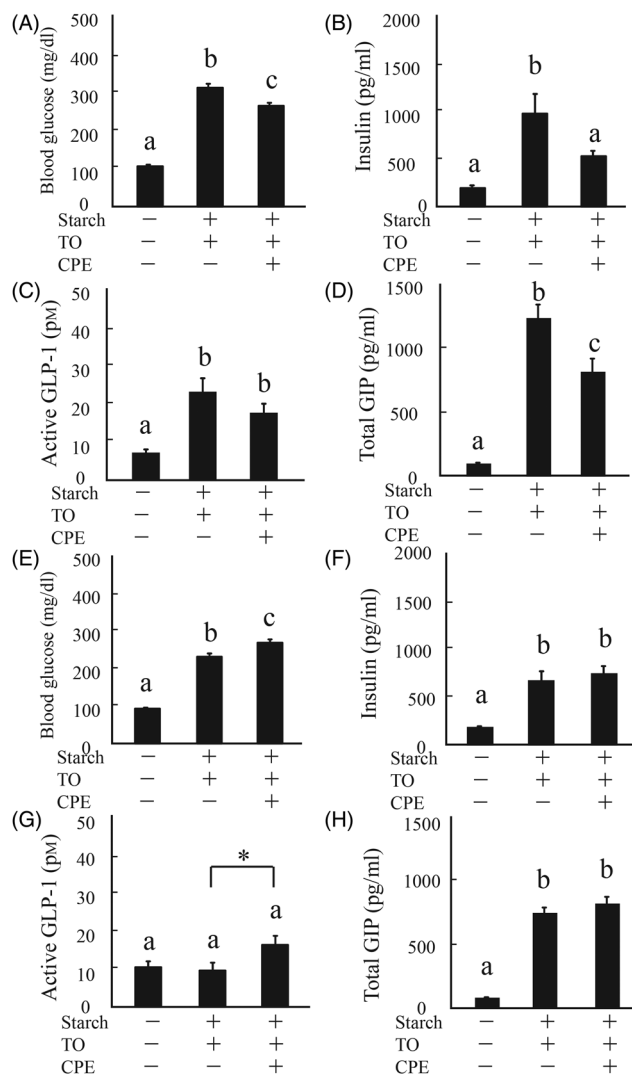 (A)
500
400
300
200
100
0
Blood glucose (mg/dl)
a
b
c
Starch − + +
TO − + +
CPE − − +
(B)
2000
1500
1000
500
0
Insulin (pg/ml)
a
b
a
− + +
− + +
− − +
(C)
50
40
30
20
10
0
Active GLP-1 (pM)
a
b
b
Starch − + +
TO − + +
CPE − − +
(D)
1500
1000
500
0
Total GIP (pg/ml)
a
b
c
Starch − + +
TO − + +
CPE − − +
(E)
500
400
300
200
100
0
Blood glucose (mg/dl)
a
b
c
Starch − + +
TO − + +
CPE − − +
(F)
2000
1500
1000
500
0
Insulin (pg/ml)
a
b
b
Starch − + +
TO − + +
CPE − − +
(G)
50
40
30
20
10
0
Active GLP-1 (pM)
*
a
a
a
Starch − + +
TO − + +
CPE − − +
(H)
1500
1000
500
0
Total GIP (pg/ml)
a
b
b
Starch − + +
TO − + +
CPE − − +